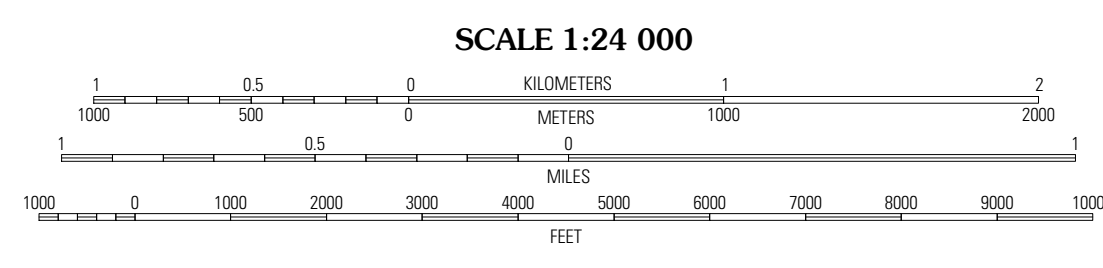 SCALE 1:24 000
1 0.5 0 KILOMETERS 1 2
1000 500 0 METERS 1000 2000
1 0.5 0 1
MILES
1000 0 1000 2000 3000 4000 5000 6000 7000 8000 9000 1000
FEET